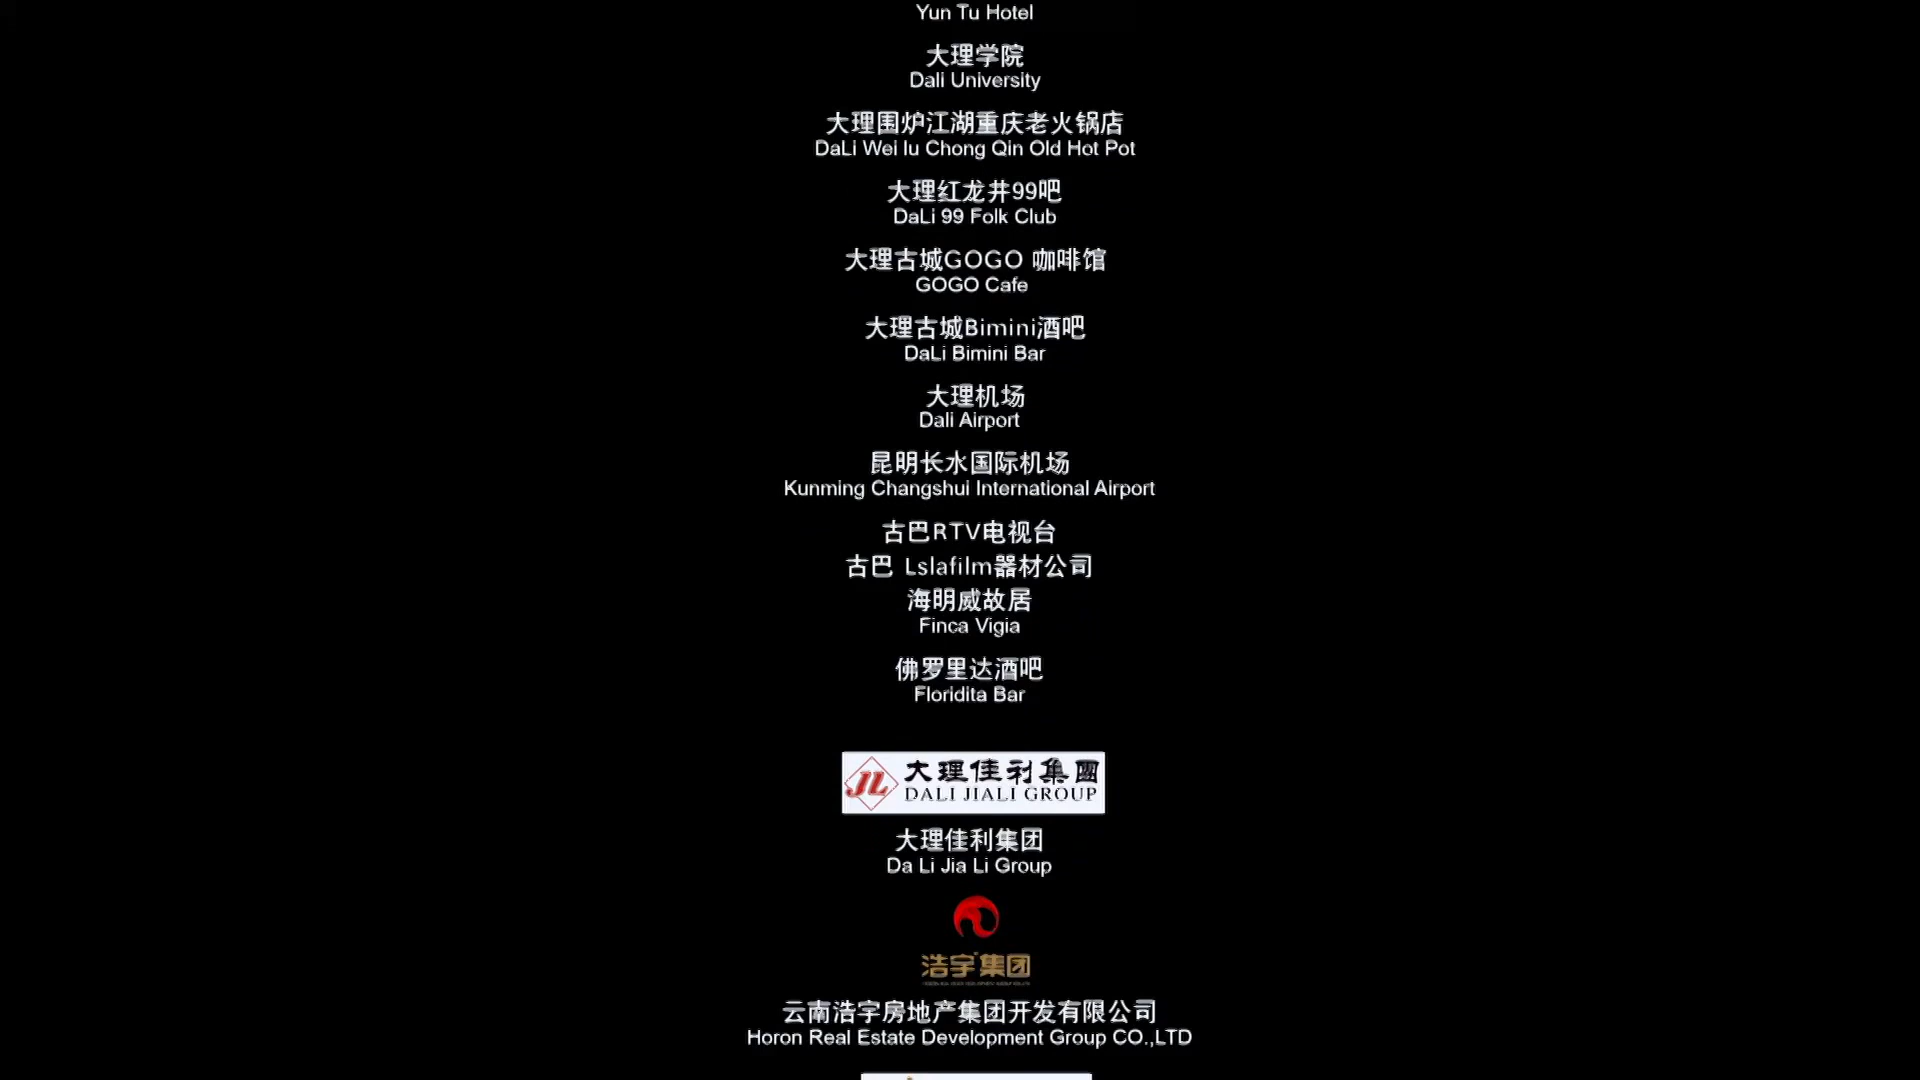 Yun Tu Hotel
大理学院
Dali University
大理围炉江湖重庆老火锅店
DaLi Wei lu Chong Qin Old Hot Pot
大理红龙井99吧
DaLi 99 Folk Club
大理古城GOGO 咖啡馆
GOGO Cafe
大理古城Bimini酒吧
DaLi Bimini Bar
大理机场
Dali Airport
昆明长水国际机场
Kunming Changshui International Airport
古巴RTV电视台
古巴 Lslafilm器材公司
海明威故居
Finca Vigia
佛罗里达酒吧
Floridita Bar
JL 大理佳利集團
DALI JIALI GROUP
大理佳利集团
Da Li Jia Li Group
浩宇集团
云南浩宇房地产集团开发有限公司
Horon Real Estate Development Group CO.,LTD